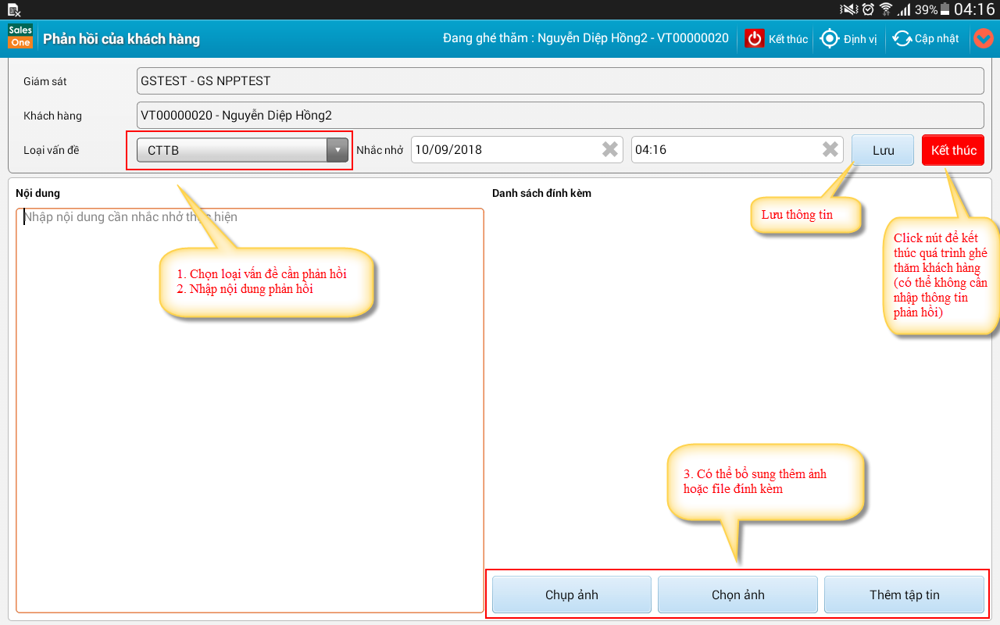 39% 04:16
Sales One
Phản hồi của khách hàng
Đang ghé thăm : Nguyễn Diệp Hồng2 - VT00000020
Kết thúc
Định vị
Cập nhật
Giám sát
GSTEST - GS NPPTEST
Khách hàng
VT00000020 - Nguyễn Diệp Hồng2
Loại vấn đề
CTTB
Nhắc nhở
10/09/2018
04:16
Lưu
Kết thúc
Nội dung
Nhập nội dung cần nhắc nhở thực hiện
1. Chọn loại vấn đề cần phản hồi
2. Nhập nội dung phản hồi
Danh sách đính kèm
Lưu thông tin
Click nút để kết
thúc quá trình ghé
thăm khách hàng
(có thể không cần
nhập thông tin
phản hồi)
3. Có thể bổ sung thêm ảnh
hoặc file đính kèm
Chụp ảnh
Chọn ảnh
Thêm tập tin